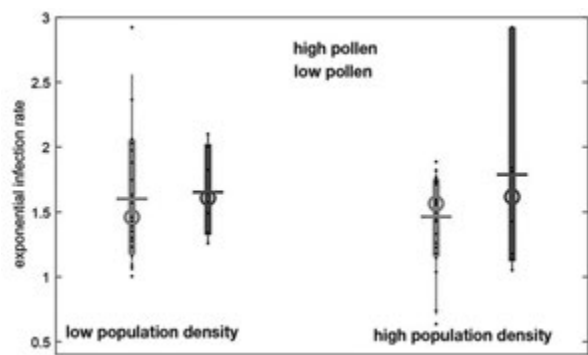 3
high pollen
low pollen
2.5
2
exponential infection rate
1.5
1
low population density
high population density
0.5